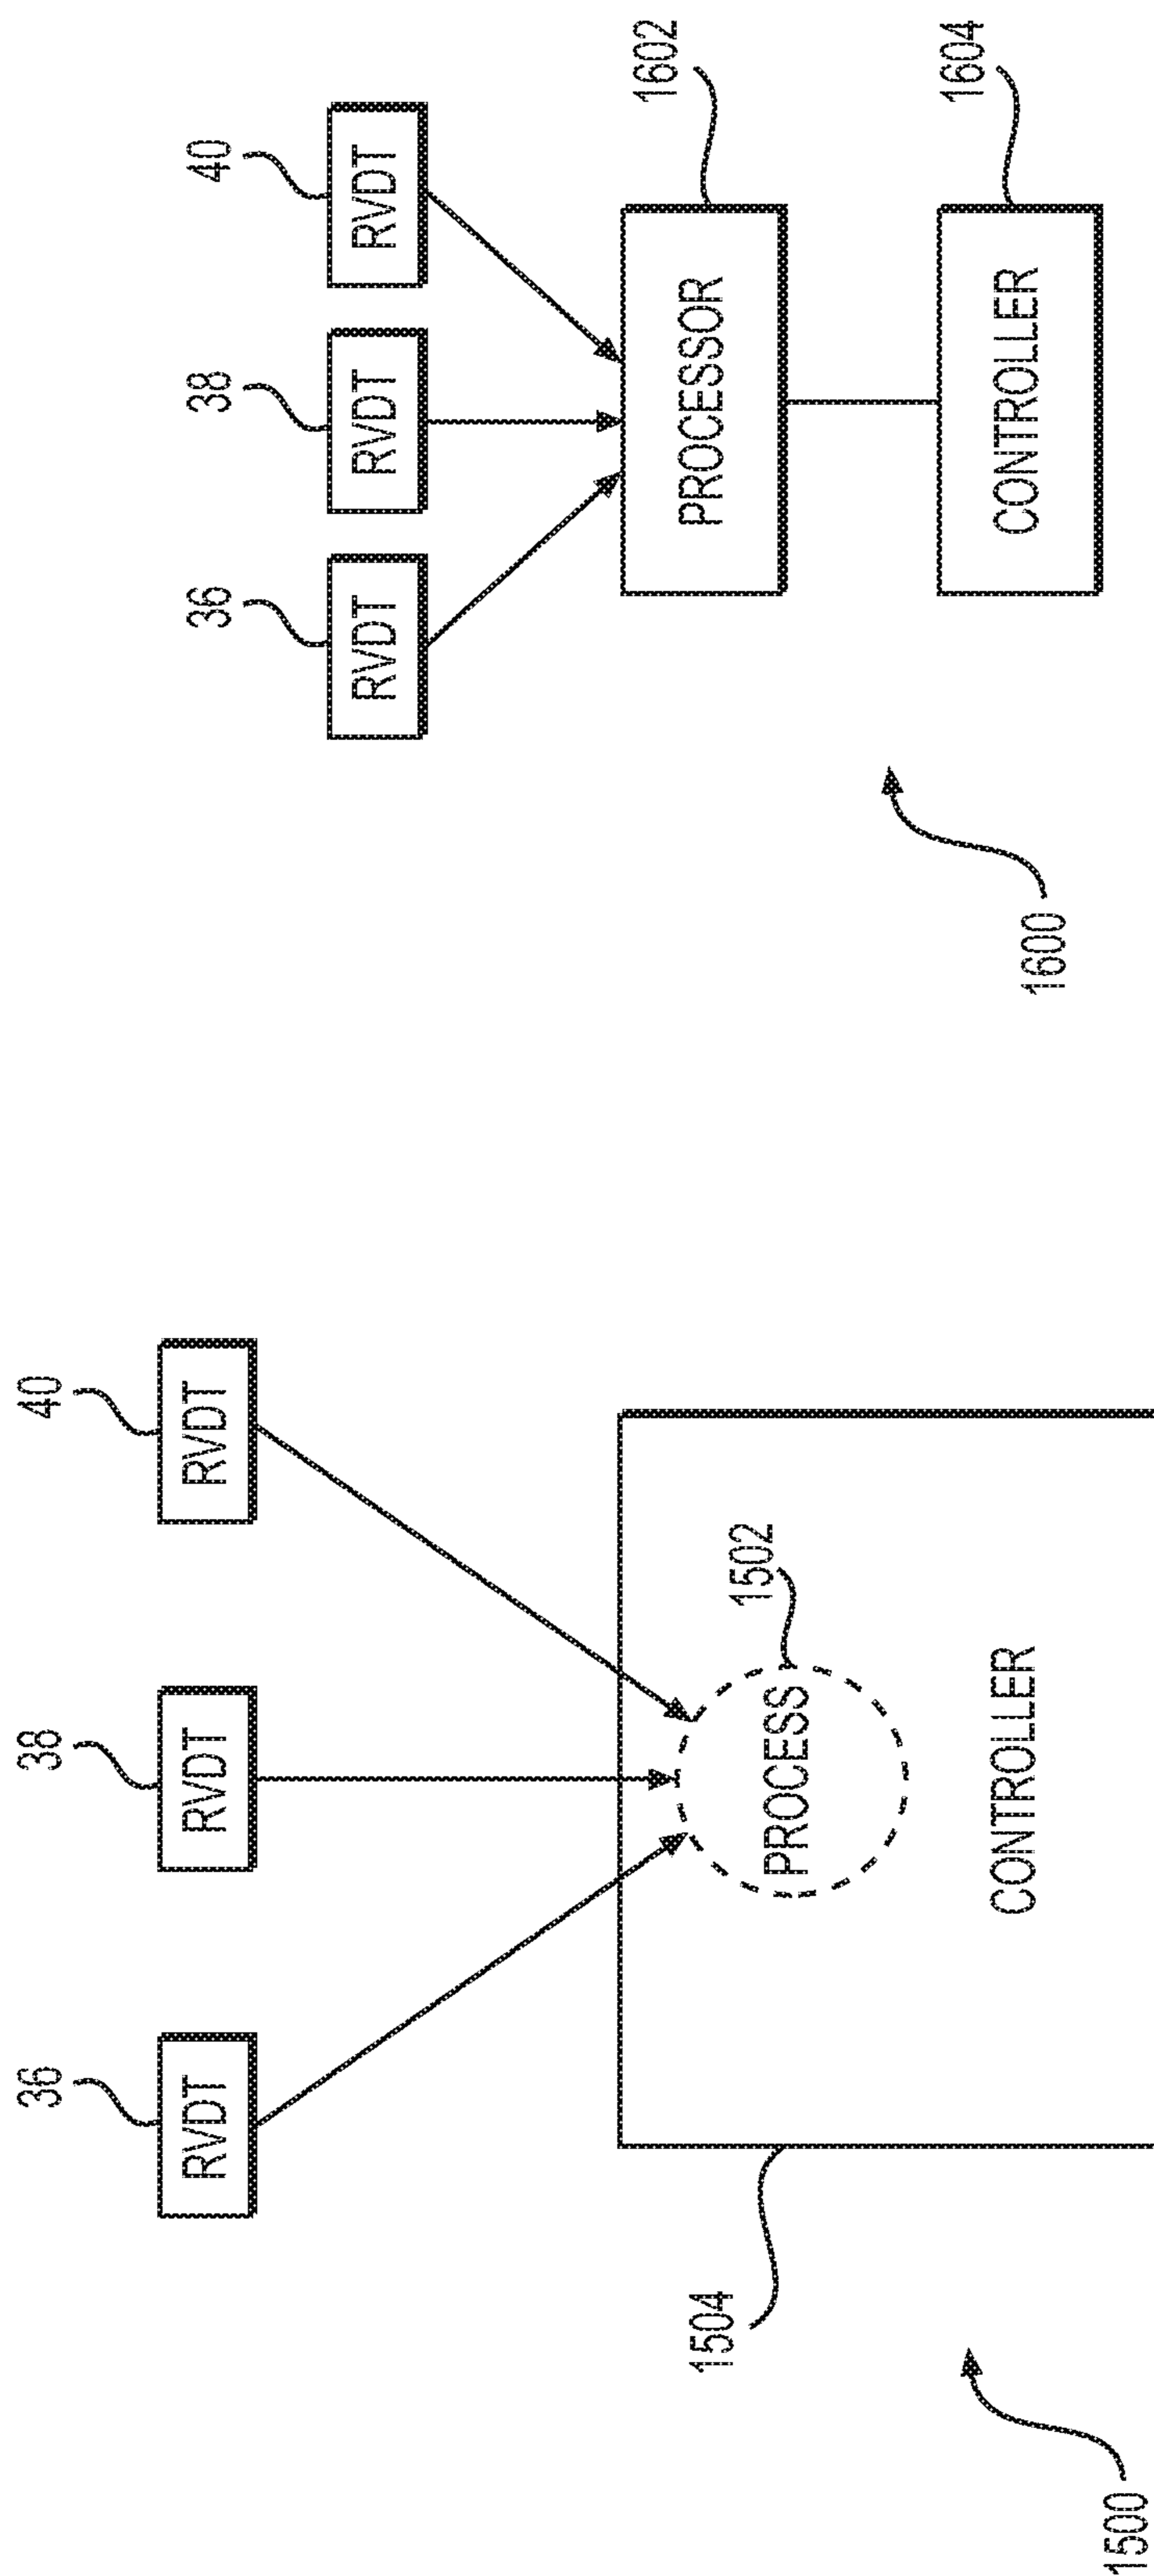 36
38
40
RVDT
RVDT
RVDT
1502
PROCESS
1504
CONTROLLER
1500
36
38
40
RVDT
RVDT
RVDT
1602
PROCESSOR
1604
CONTROLLER
1600